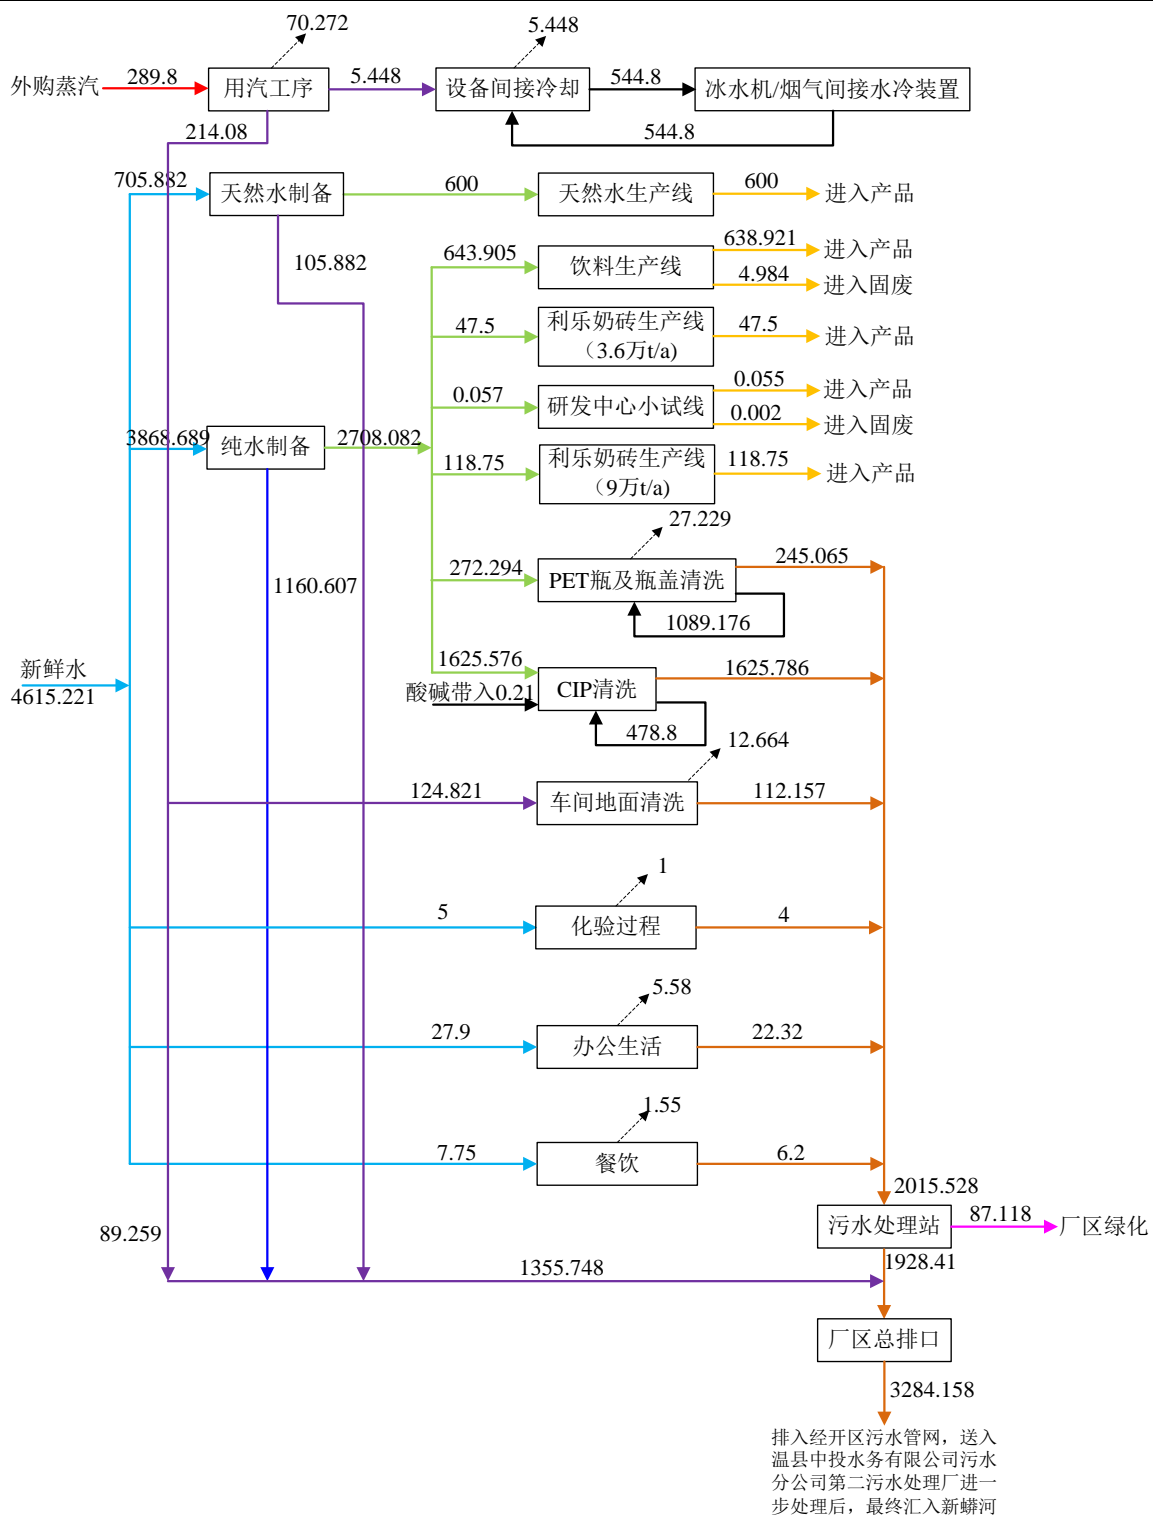 70.272
5.448
外购蒸汽
289.8
用汽工序
5.448
设备间接冷却
544.8
冰水机/烟气间接水冷装置
214.08
544.8
705.882
天然水制备
600
天然水生产线
600
进入产品
105.882
643.905
饮料生产线
638.921
进入产品
4.984
进入固废
47.5
利乐奶砖生产线
（3.6万t/a)
47.5
进入产品
0.057
研发中心小试线
0.055
进入产品
0.002
进入固废
3868.689
纯水制备
2708.082
118.75
利乐奶砖生产线
（9万t/a)
118.75
进入产品
27.229
1160.607
272.294
PET瓶及瓶盖清洗
245.065
1089.176
新鲜水
4615.221
1625.576
酸碱带入0.21
CIP清洗
1625.786
478.8
12.664
124.821
车间地面清洗
112.157
1
5
化验过程
4
5.58
27.9
办公生活
22.32
1.55
7.75
餐饮
6.2
2015.528
89.259
污水处理站
87.118
厂区绿化
1928.41
1355.748
厂区总排口
3284.158
排入经开区污水管网，送入
温县中投水务有限公司污水
分公司第二污水处理厂进一
步处理后，最终汇入新蟒河